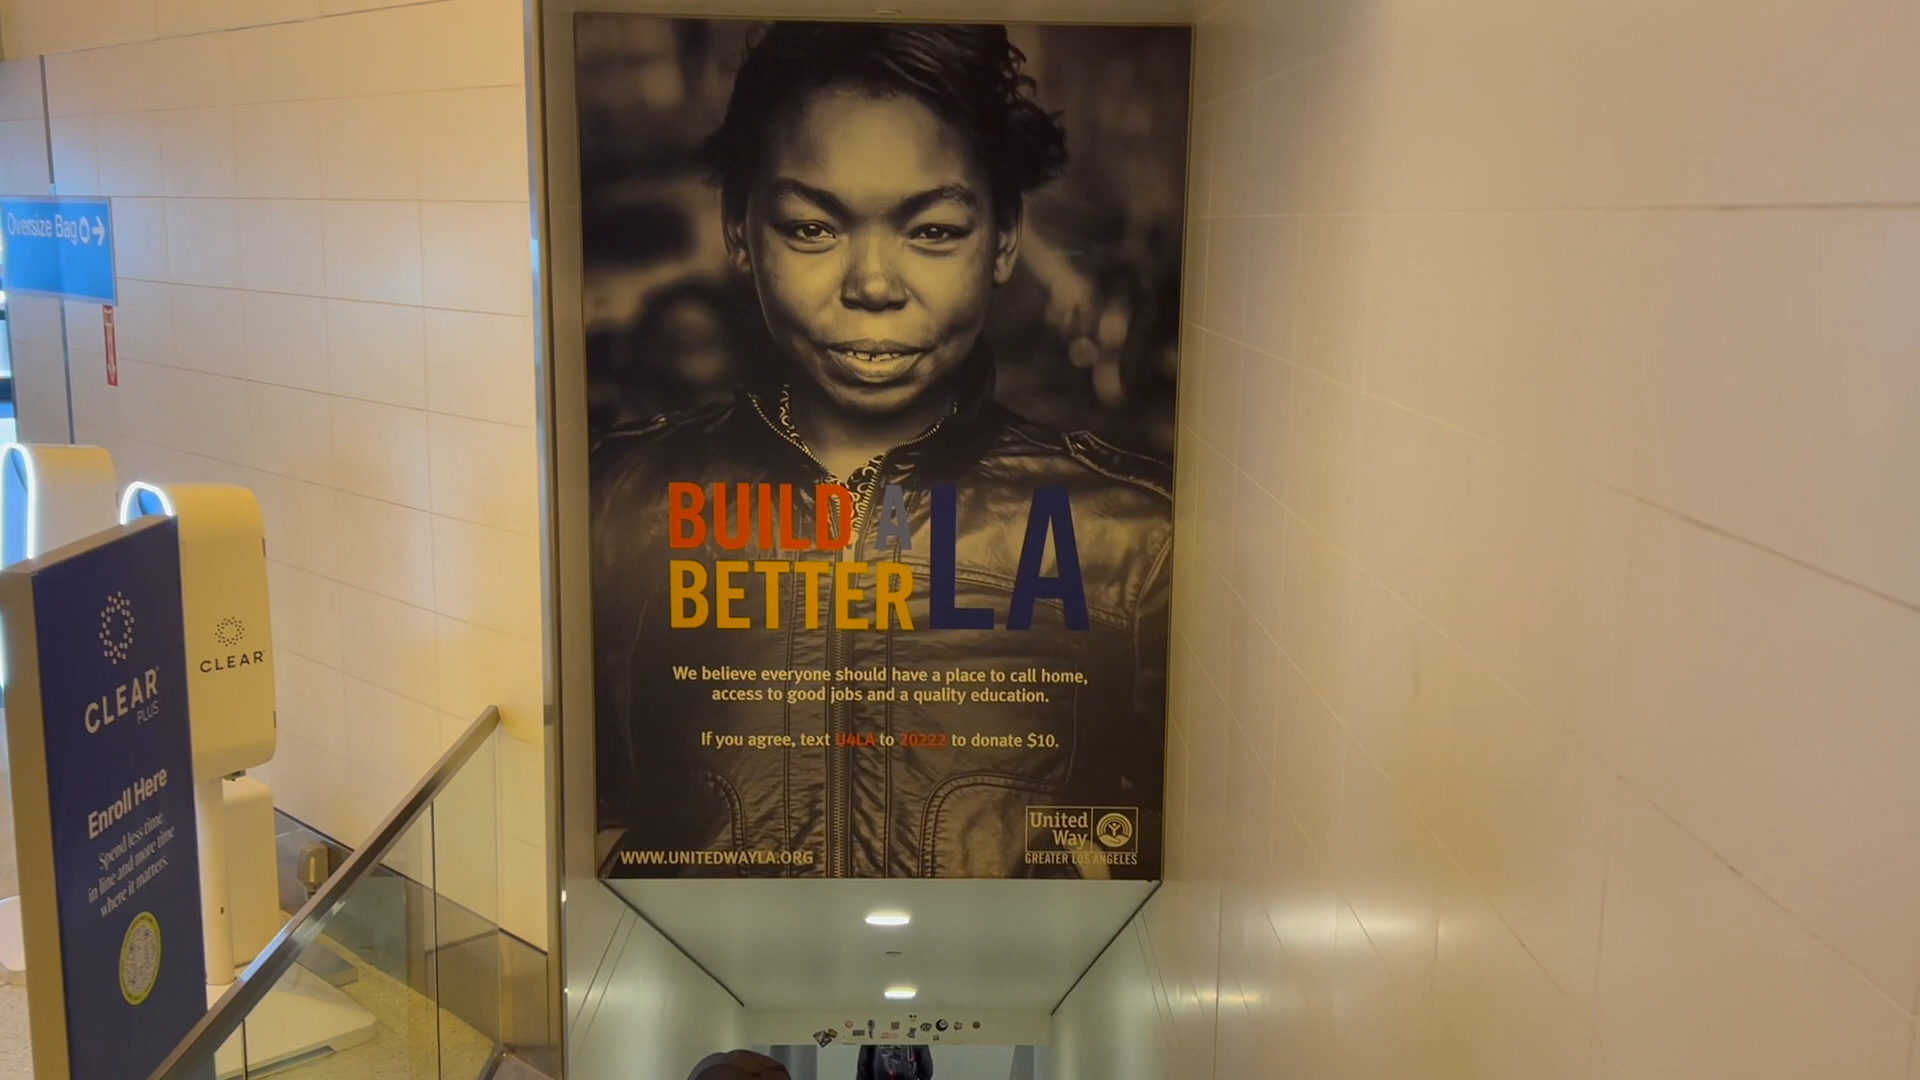 Oversize Bag
CLEAR
PLUS
Enroll Here
Spend less time
in line and more time
where it matters.
CLEAR
BUILD A
BETTER LA
We believe everyone should have a place to call home,
access to good jobs and a quality education.
If you agree, text U4LA to 20222 to donate $10.
WWW.UNITEDWAYLA.ORG
United
Way
GREATER LOS ANGELES